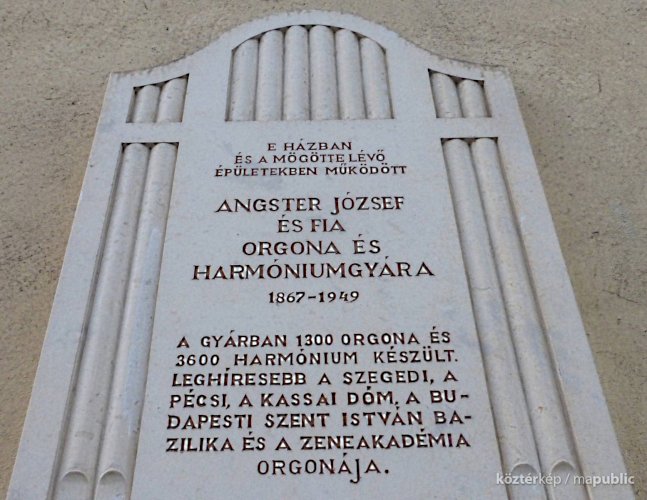 E HÁZBAN
ÉS A MÖGÖTTE LÉVŐ
ÉPÜLETEKBEN MŰKÖDÖTT
ANGSTER JÓZSEF
ÉS FIA
ORGONA ÉS
HARMÓNIUMGYÁRA
1867-1949
A GYÁRBAN 1300 ORGONA ÉS
3600 HARMÓNIUM KÉSZÜLT.
LEGHÍRESEBB A SZEGEDI, A
PÉCSI, A KASSAI DÓM, A BU-
DAPESTI SZENT ISTVÁN BA-
ZILIKA ÉS A ZENEAKADÉMIA
ORGONÁJA.
köztérkép / mapublic